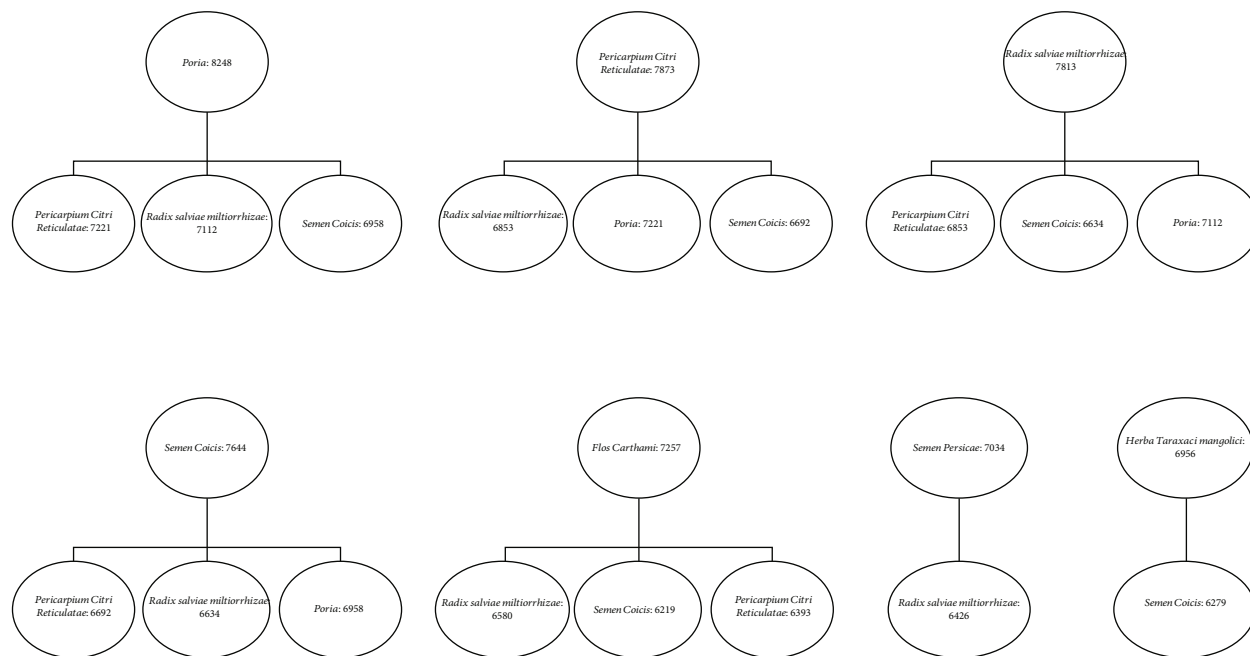 Poria: 8248
Pericarpium Citri
Reticulatae: 7873
Radix salviae miltiorrhizae:
7813
Pericarpium Citri
Reticulatae: 7221
Radix salviae miltiorrhizae:
7112
Semen Coicis: 6958
Radix salviae miltiorrhizae:
6853
Poria: 7221
Semen Coicis: 6692
Pericarpium Citri
Reticulatae: 6853
Semen Coicis: 6634
Poria: 7112
Semen Coicis: 7644
Flos Carthami: 7257
Semen Persicae: 7034
Herba Taraxaci mangolici:
6956
Pericarpium Citri
Reticulatae: 6692
Radix salviae miltiorrhizae:
6634
Poria: 6958
Radix salviae miltiorrhizae:
6580
Semen Coicis: 6219
Pericarpium Citri
Reticulatae: 6393
Radix salviae miltiorrhizae:
6426
Semen Coicis: 6279